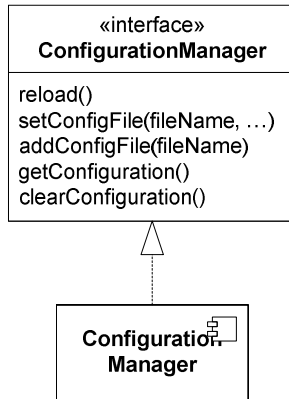 «interface»
ConfigurationManager
reload()
setConfigFile(fileName, …)
addConfigFile(fileName)
getConfiguration()
clearConfiguration()
Configuration
Manager